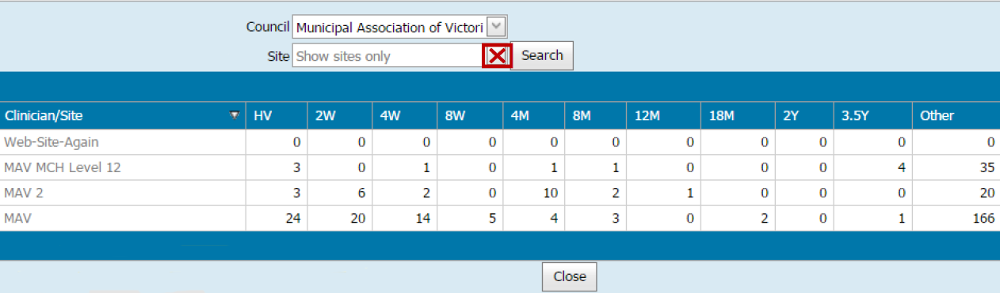 Council Municipal Association of Victori
Site Show sites only Search
Clinician/Site HV 2W 4W 8W 4M 8M 12M 18M 2Y 3.5Y Other
Web-Site-Again 0 0 0 0 0 0 0 0 0 0 0
MAV MCH Level 12 3 0 1 0 1 1 0 0 0 4 35
MAV 2 3 6 2 0 10 2 1 0 0 0 20
MAV 24 20 14 5 4 3 0 2 0 1 166
Close